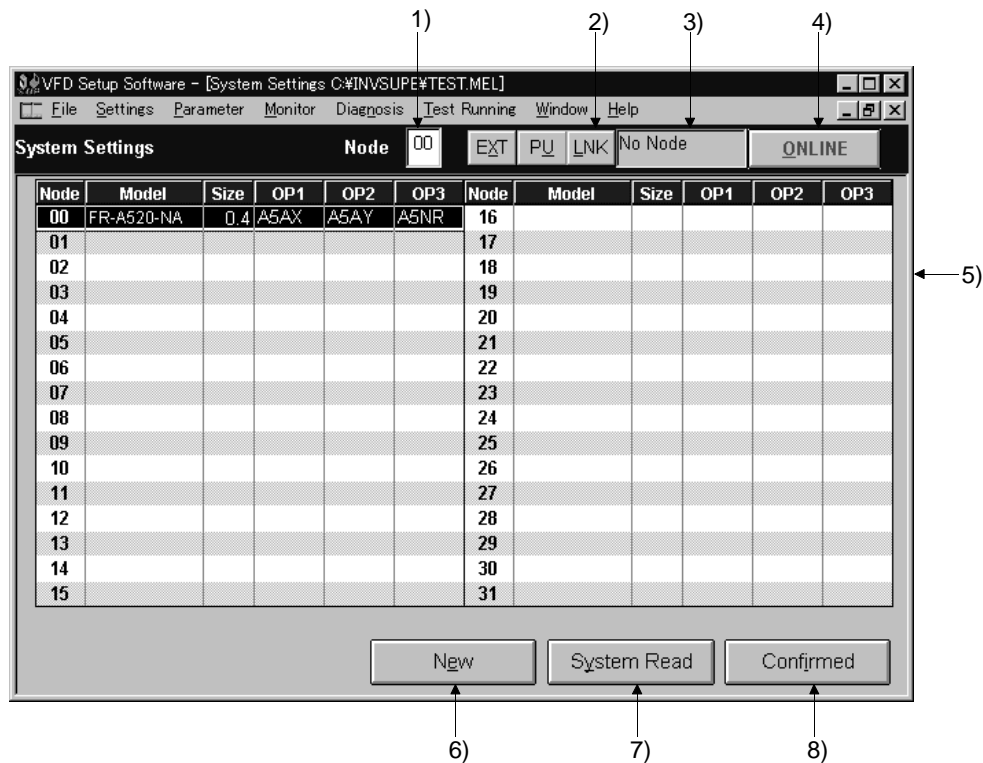 1) 2) 3) 4)
VFD Setup Software - [System Settings C:¥INVSUPE¥TEST.MEL]
File Settings Parameter Monitor Diagnosis Test Running Window Help
System Settings Node 00 EXT PU LNK No Node ONLINE
Node Model Size OP1 OP2 OP3 Node Model Size OP1 OP2 OP3
00 FR-A520-NA 0.4 A5AX A5AY A5NR 16
01 17
02 18
5)
03 19
04 20
05 21
06 22
07 23
08 24
09 25
10 26
11 27
12 28
13 29
14 30
15 31
New System Read Confirmed
6) 7) 8)